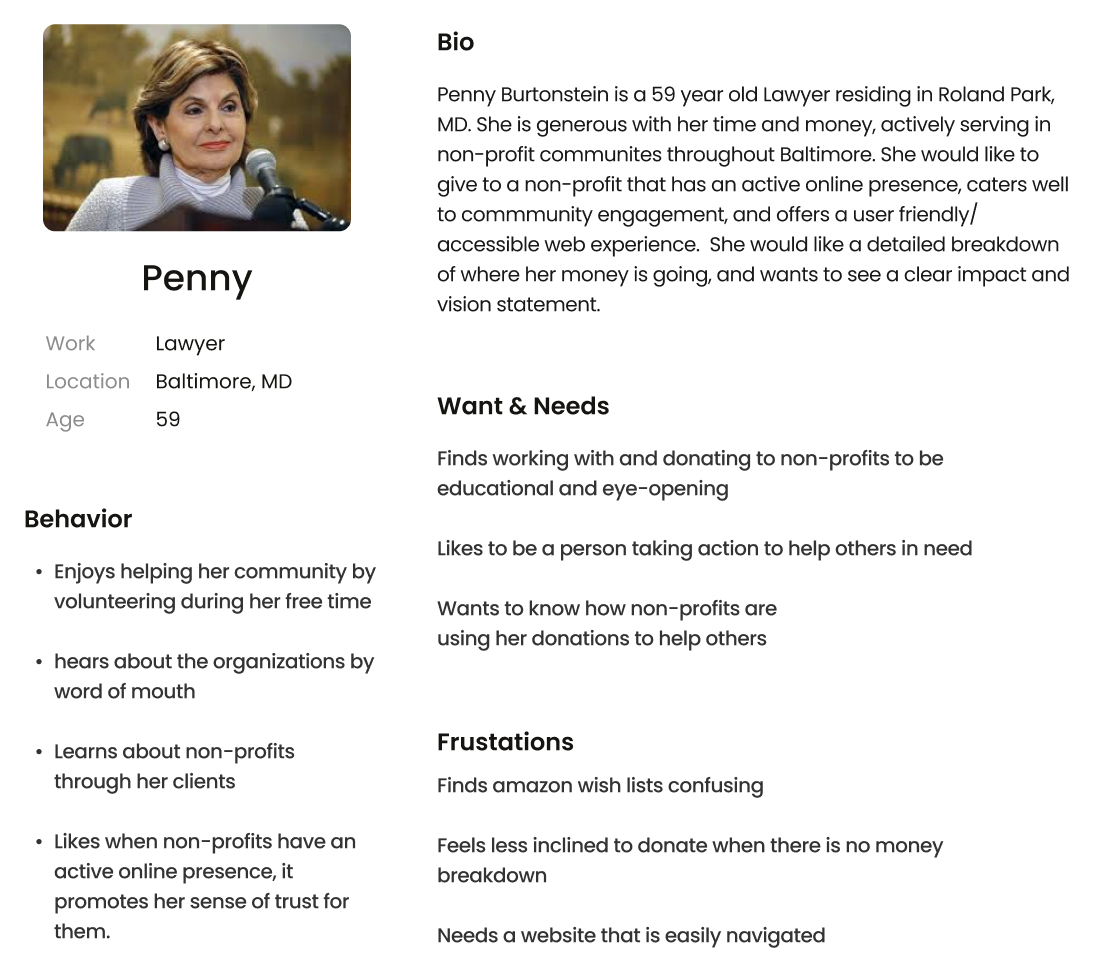 Penny
Work Lawyer
Location Baltimore, MD
Age 59
Behavior
• Enjoys helping her community by
volunteering during her free time
• hears about the organizations by
word of mouth
• Learns about non-profits
through her clients
• Likes when non-profits have an
active online presence, it
promotes her sense of trust for
them.
Bio
Penny Burtonstein is a 59 year old Lawyer residing in Roland Park,
MD. She is generous with her time and money, actively serving in
non-profit communites throughout Baltimore. She would like to
give to a non-profit that has an active online presence, caters well
to commmunity engagement, and offers a user friendly/
accessible web experience.  She would like a detailed breakdown
of where her money is going, and wants to see a clear impact and
vision statement.
Want & Needs
Finds working with and donating to non-profits to be
educational and eye-opening
Likes to be a person taking action to help others in need
Wants to know how non-profits are
using her donations to help others
Frustations
Finds amazon wish lists confusing
Feels less inclined to donate when there is no money
breakdown
Needs a website that is easily navigated